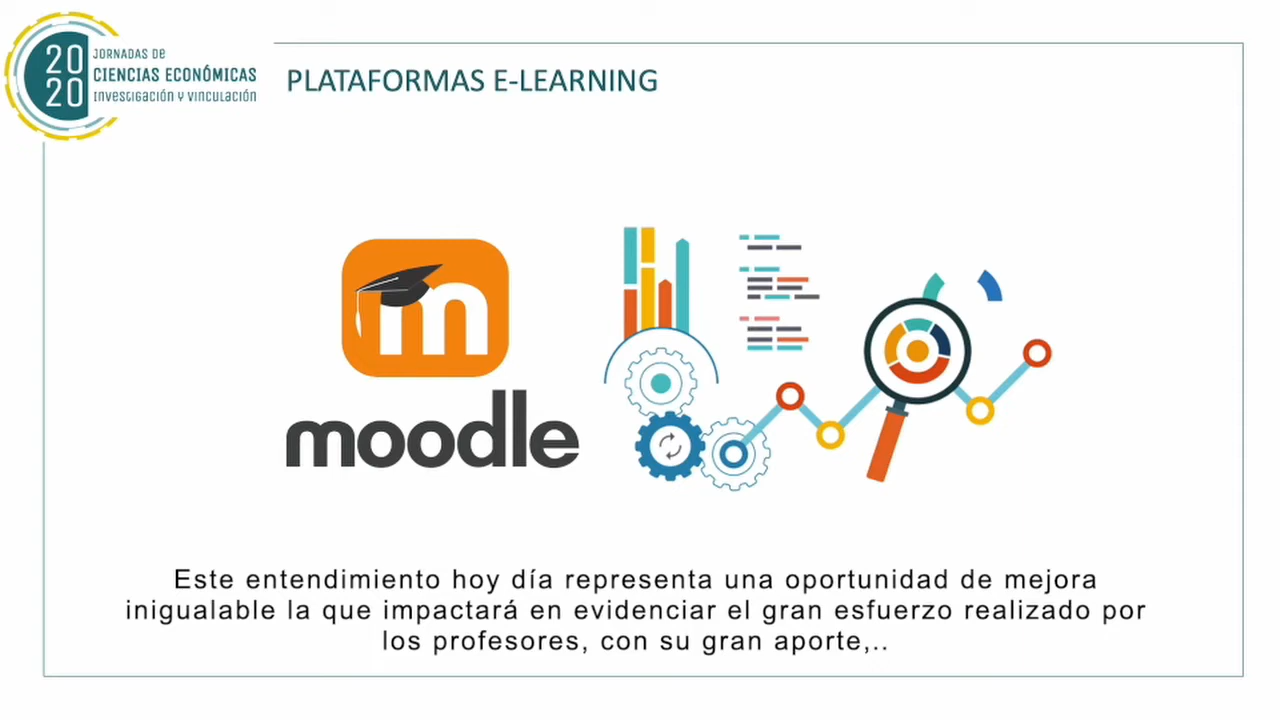 20
20
JORNADAS DE
CIENCIAS ECONÓMICAS
INVESTIGACIÓN Y VINCULACIÓN
PLATAFORMAS E-LEARNING
m
moodle
Este entendimiento hoy día representa una oportunidad de mejora
inigualable la que impactará en evidenciar el gran esfuerzo realizado por
los profesores, con su gran aporte,..